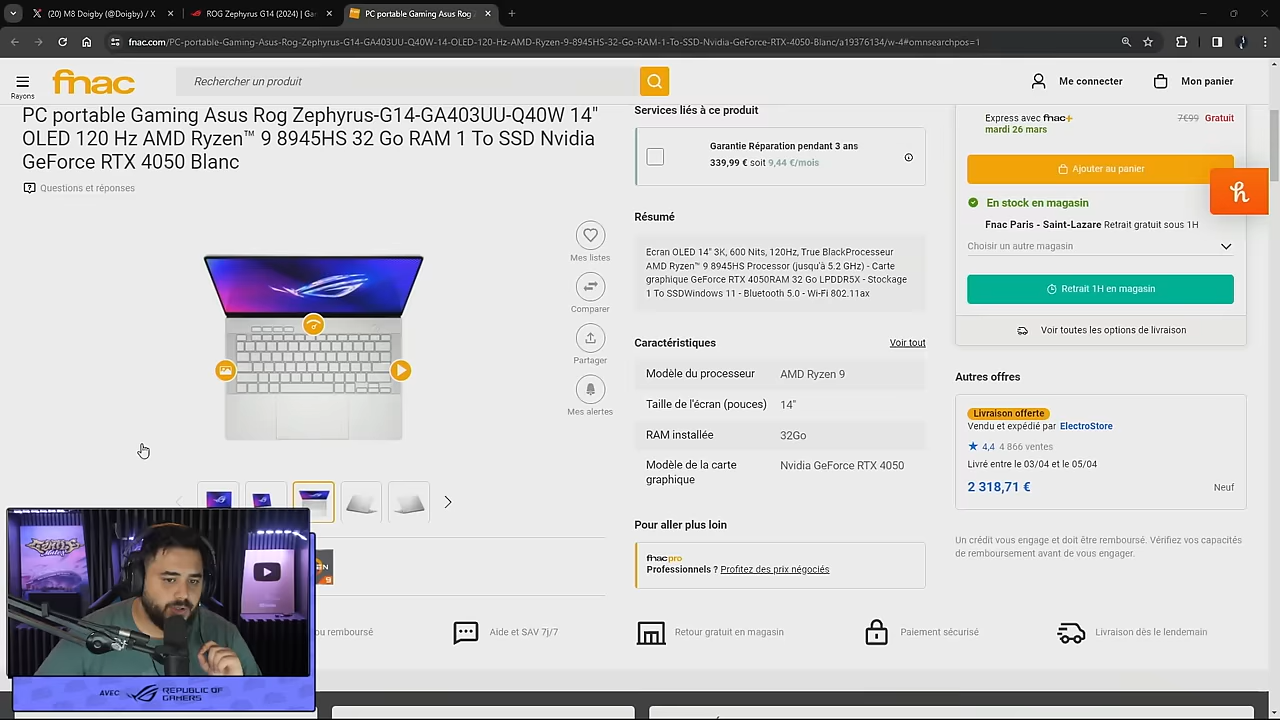 (20) M8 Doigby (@Doigby) / X
ROG Zephyrus G14 (2024) | Ga
PC portable Gaming Asus Rog
fnac.com/PC-portable-Gaming-Asus-Rog-Zephyrus-G14-GA403UU-Q40W-14-OLED-120-Hz-AMD-Ryzen-9-8945HS-32-Go-RAM-1-To-SSD-Nvidia-GeForce-RTX-4050-Blanc/a19376134/w-4#omnsearchpos=1
Rayons
fnac
Rechercher un produit
Me connecter
Mon panier
PC portable Gaming Asus Rog Zephyrus-G14-GA403UU-Q40W 14"
OLED 120 Hz AMD Ryzen™ 9 8945HS 32 Go RAM 1 To SSD Nvidia
GeForce RTX 4050 Blanc
Questions et réponses
Mes listes
Comparer
Partager
Mes alertes
Services liés à ce produit
Garantie Réparation pendant 3 ans
339,99 € soit 9,44 €/mois
Résumé
Ecran OLED 14" 3K, 600 Nits, 120Hz, True BlackProcesseur
AMD Ryzen™ 9 8945HS Processor (jusqu'à 5.2 GHz) - Carte
graphique GeForce RTX 4050RAM 32 Go LPDDR5X - Stockage
1 To SSDWindows 11 - Bluetooth 5.0 - Wi-Fi 802.11ax
Caractéristiques
Voir tout
Modèle du processeur
AMD Ryzen 9
Taille de l'écran (pouces)
14"
RAM installée
32Go
Modèle de la carte
graphique
Nvidia GeForce RTX 4050
Pour aller plus loin
fnac pro
Professionnels ? Profitez des prix négociés
Express avec fnac+
7€99 Gratuit
mardi 26 mars
Ajouter au panier
En stock en magasin
Fnac Paris - Saint-Lazare Retrait gratuit sous 1H
Choisir un autre magasin
Retrait 1H en magasin
Voir toutes les options de livraison
Autres offres
Livraison offerte
Vendu et expédié par ElectroStore
4,4 4 866 ventes
Livré entre le 03/04 et le 05/04
2 318,71 €
Neuf
Un crédit vous engage et doit être remboursé. Vérifiez vos capacités
de remboursement avant de vous engager.
ou remboursé
Aide et SAV 7j/7
Retour gratuit en magasin
Paiement sécurisé
Livraison dès le lendemain
AVEC
REPUBLIC OF
GAMERS